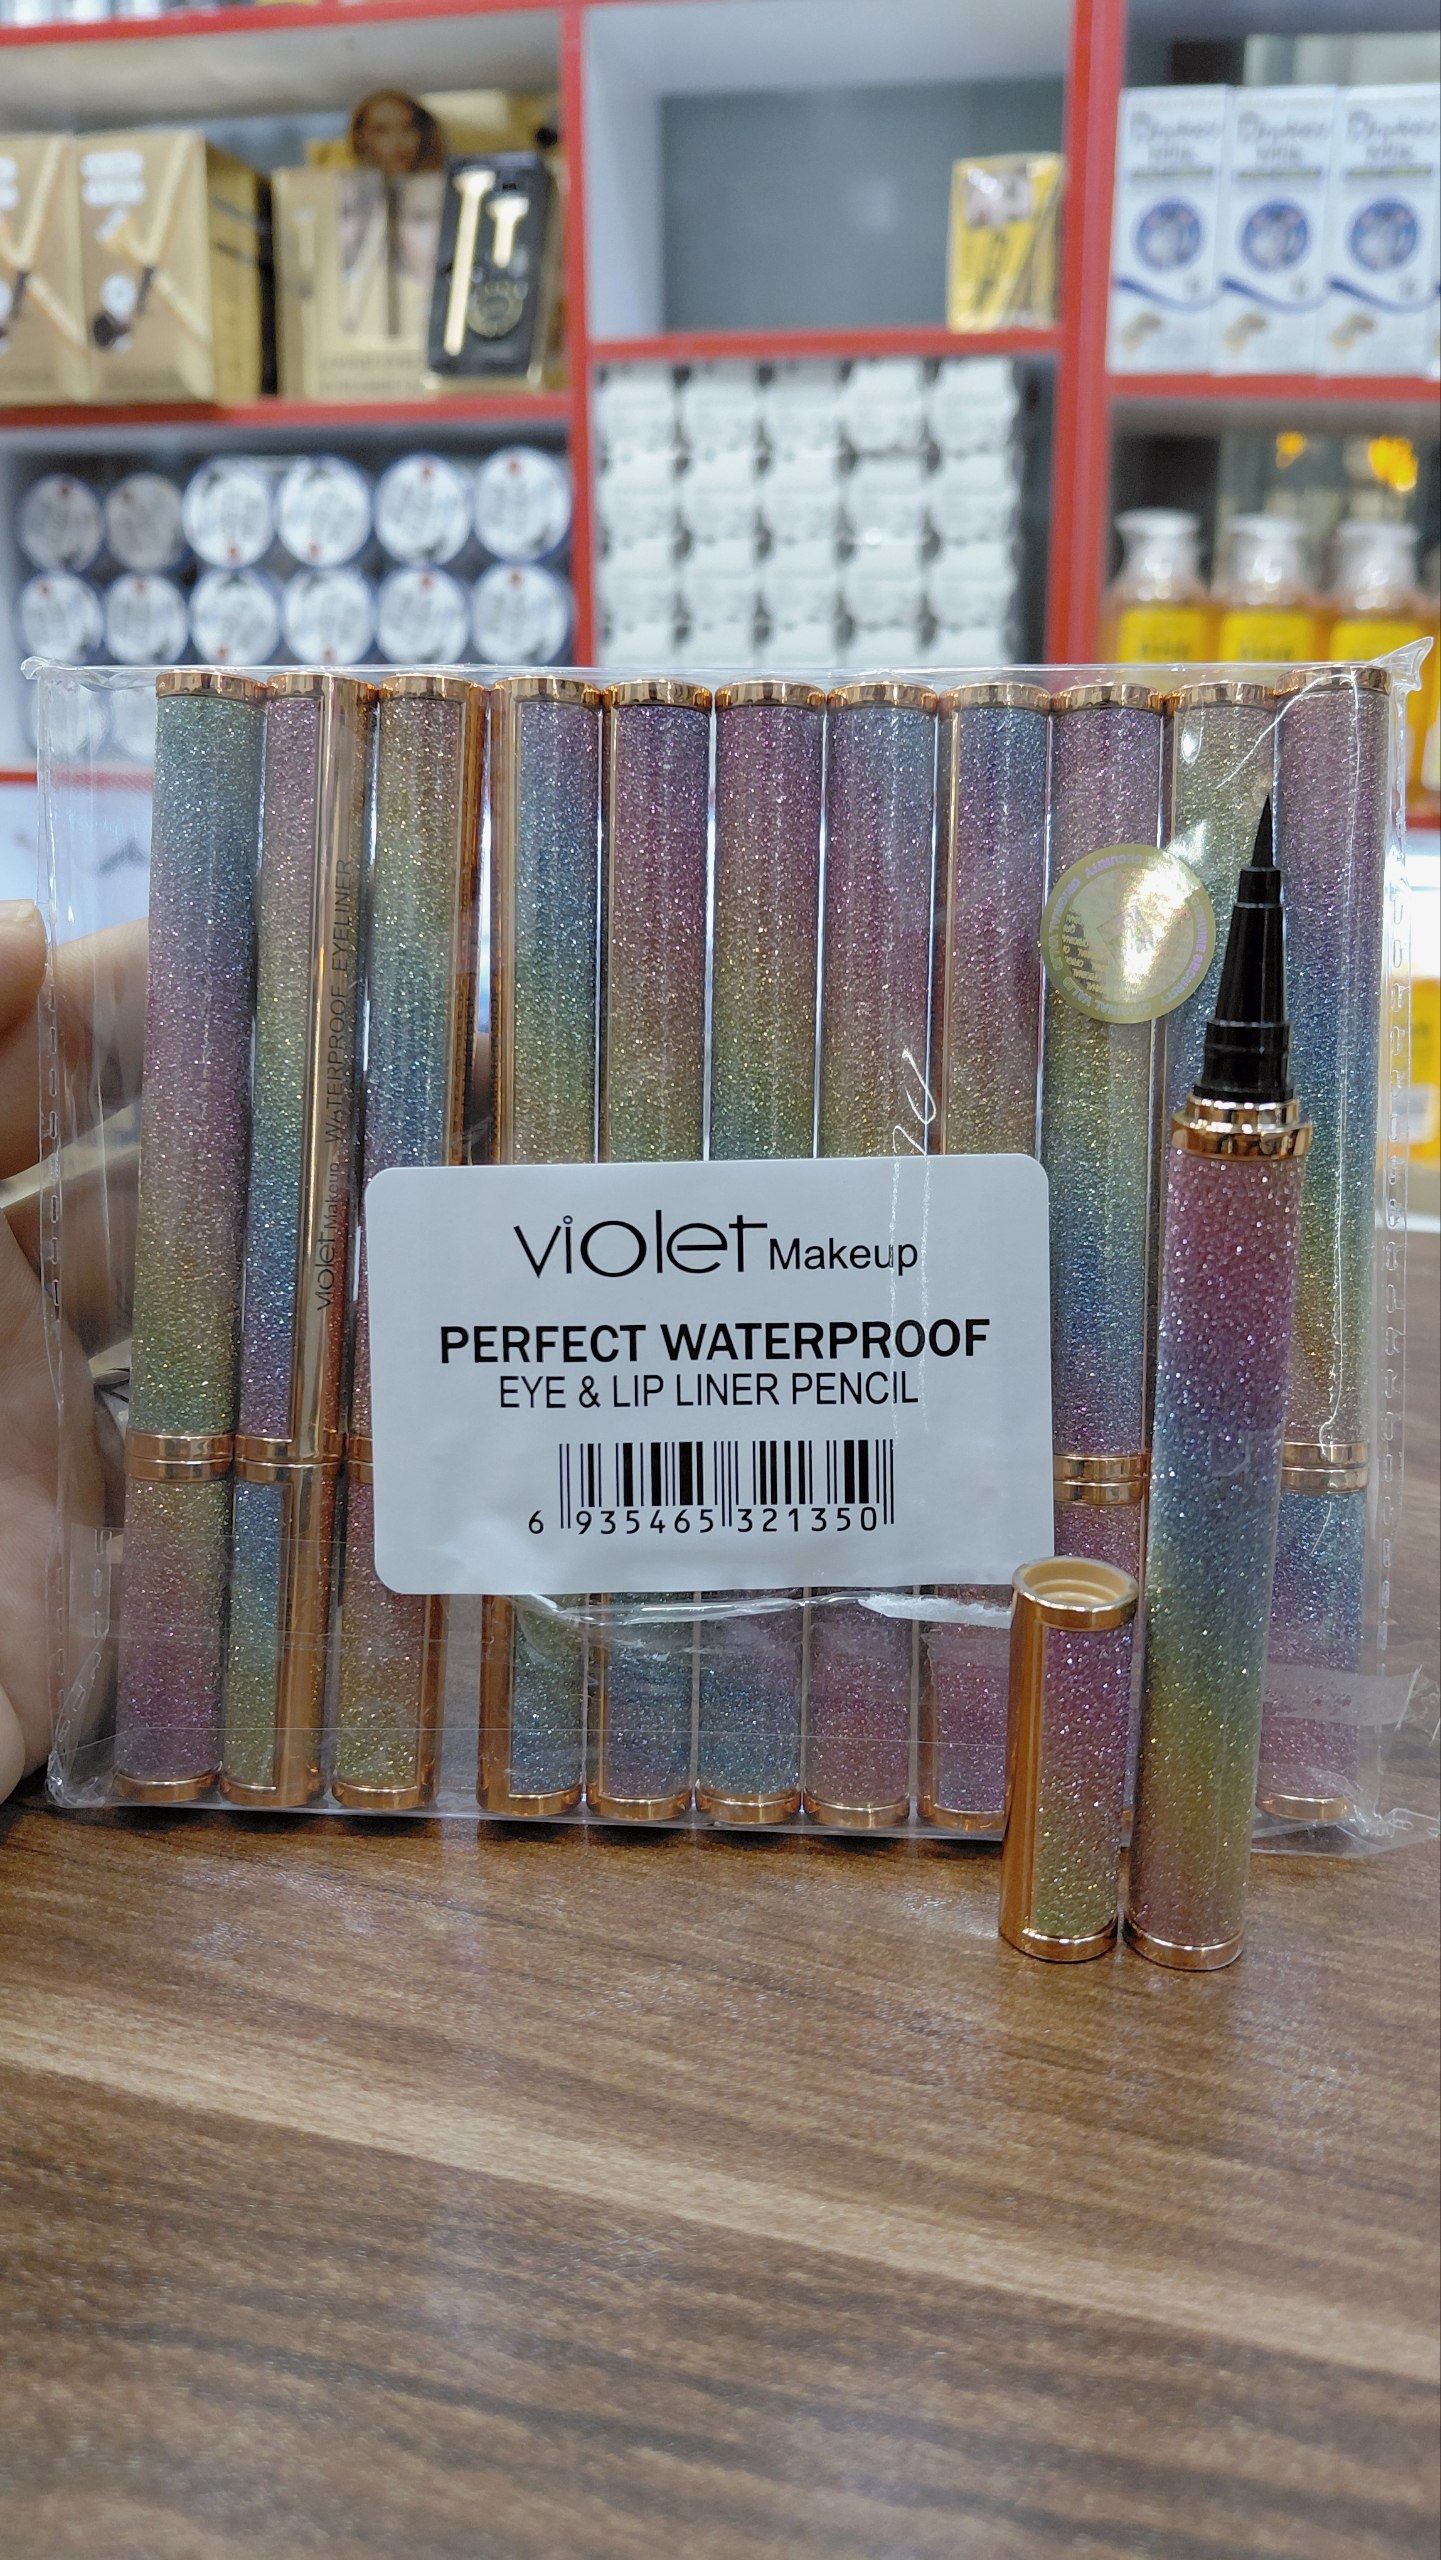 violet Makeup WATERPROOF EYELINER
violet Makeup
PERFECT WATERPROOF
EYE & LIP LINER PENCIL
6 935465 321350